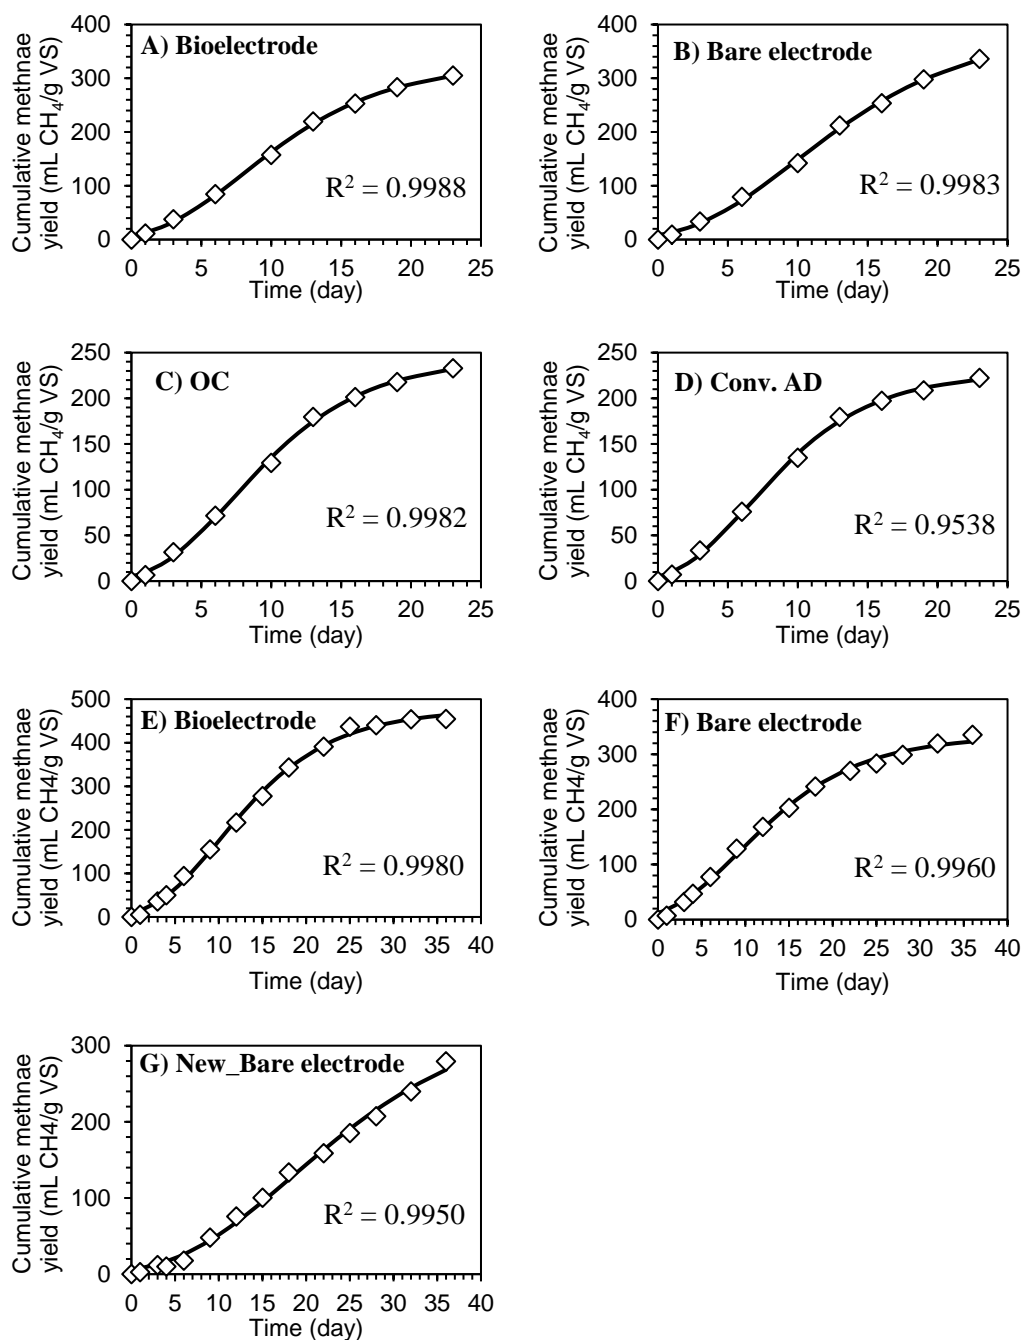 Cumulative methnae
yield (mL CH₄/g VS)
400
300
200
100
0
A) Bioelectrode
R² = 0.9988
0 5 10 15 20 25
Time (day)
Cumulative methnae
yield (mL CH₄/g VS)
400
300
200
100
0
B) Bare electrode
R² = 0.9983
0 5 10 15 20 25
Time (day)
Cumulative methnae
yield (mL CH₄/g VS)
250
200
150
100
50
0
C) OC
R² = 0.9982
0 5 10 15 20 25
Time (day)
Cumulative methnae
yield (mL CH₄/g VS)
250
200
150
100
50
0
D) Conv. AD
R² = 0.9538
0 5 10 15 20 25
Time (day)
Cumulative methnae
yield (mL CH4/g VS)
500
400
300
200
100
0
E) Bioelectrode
R² = 0.9980
0 5 10 15 20 25 30 35 40
Time (day)
Cumulative methnae
yield (mL CH4/g VS)
400
300
200
100
0
F) Bare electrode
R² = 0.9960
0 5 10 15 20 25 30 35 40
Time (day)
Cumulative methnae
yield (mL CH4/g VS)
300
200
100
0
G) New_Bare electrode
R² = 0.9950
0 5 10 15 20 25 30 35 40
Time (day)